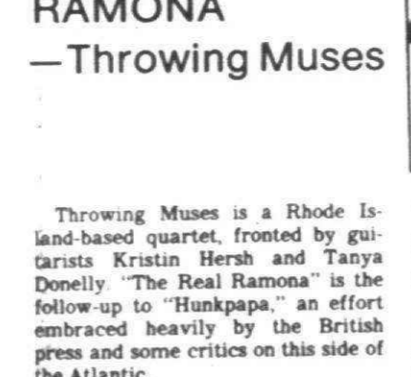 RAMONA
—Throwing Muses
Throwing Muses is a Rhode Is-
land-based quartet, fronted by gui-
tarists Kristin Hersh and Tanya
Donelly. "The Real Ramona" is the
follow-up to "Hunkpapa," an effort
embraced heavily by the British
press and some critics on this side of
the Atlantic.